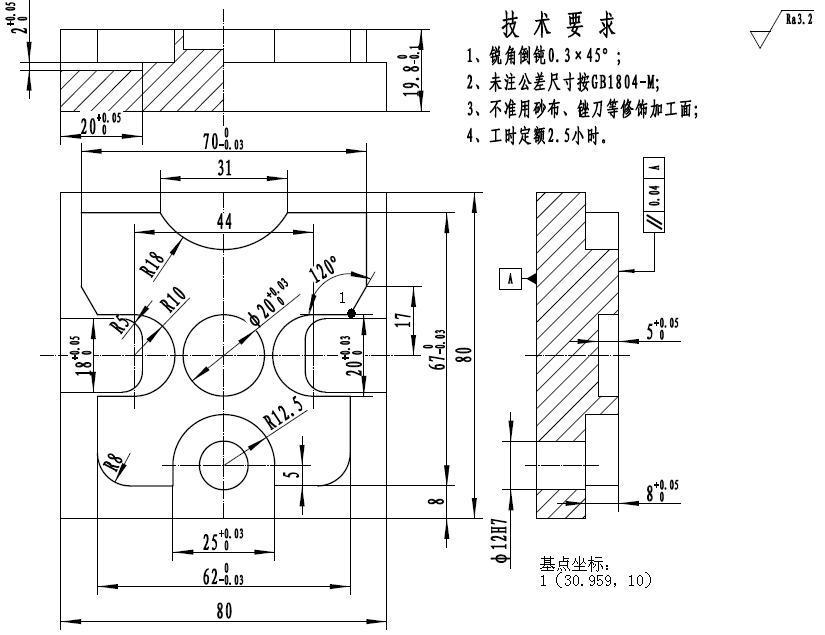 技术要求
1、锐角倒钝0.3×45°;
2、未注公差尺寸按GB1804-M;
3、不准用砂布、锉刀等修饰加工面;
4、工时定额2.5小时。
Ra3.2
2+0.05 0
20+0.05 0
19.8 0 -0.1
70 0 -0.03
31
44
R18
R10
R5
φ20+0.03 0
120°
1
17
18+0.05 0
20+0.03 0
67 0 -0.03
80
R12.5
R8
5
8
25+0.03 0
62 0 -0.03
80
A
0.04
A
5+0.05 0
8+0.05 0
φ12H7
基点坐标:
1(30.959, 10)